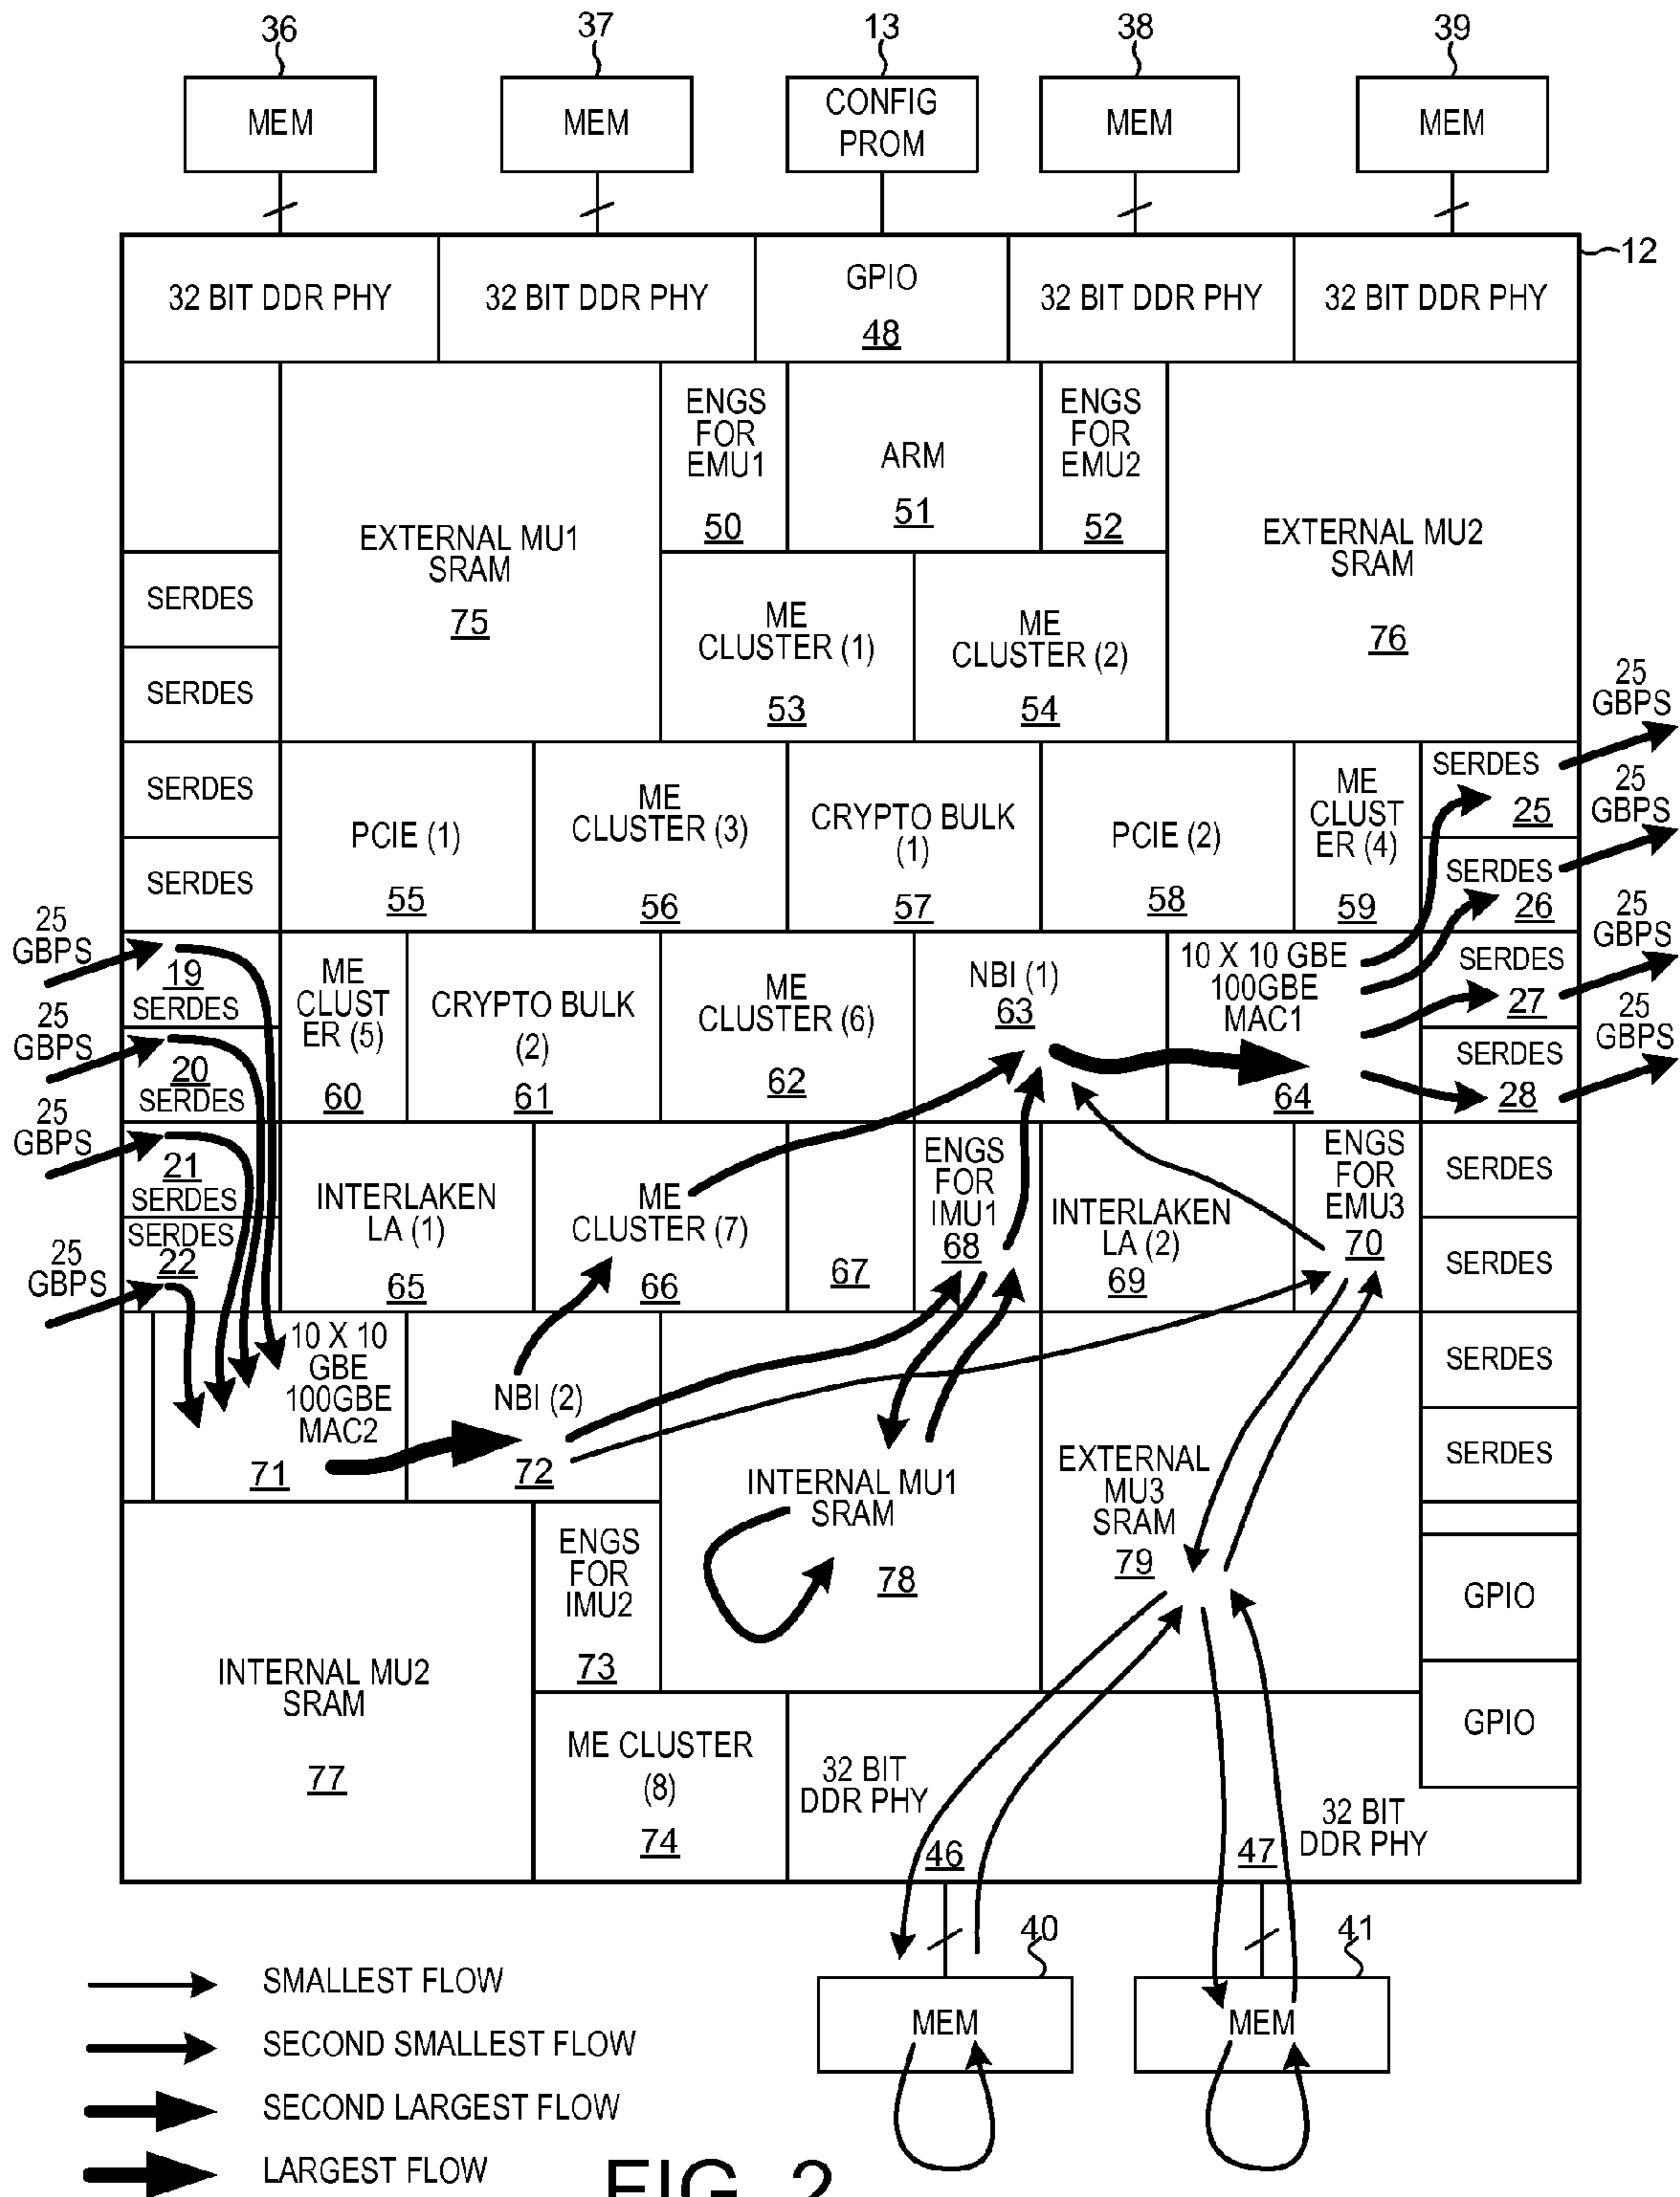 36 37 13 38 39
MEM MEM CONFIG PROM MEM MEM
12
32 BIT DDR PHY 32 BIT DDR PHY GPIO 48 32 BIT DDR PHY 32 BIT DDR PHY
EXTERNAL MU1
SRAM
75
ENGS
FOR
EMU1
50
ARM
51
ENGS
FOR
EMU2
52
EXTERNAL MU2
SRAM
76
SERDES
SERDES
ME
CLUSTER (1)
53
ME
CLUSTER (2)
54
25
GBPS
SERDES
SERDES
PCIE (1)
55
ME
CLUSTER (3)
56
CRYPTO BULK
(1)
57
PCIE (2)
58
ME
CLUST
ER (4)
59
SERDES
25
25
GBPS
SERDES
26
25
GBPS
25
GBPS
19
SERDES
25
GBPS
20
SERDES
ME
CLUST
ER (5)
60
CRYPTO BULK
(2)
61
ME
CLUSTER (6)
62
NBI (1)
63
10 X 10 GBE
100GBE
MAC1
64
SERDES
27
25
GBPS
SERDES
28
25
GBPS
21
SERDES
25
GBPS
SERDES
22
INTERLAKEN
LA (1)
65
ME
CLUSTER (7)
66
67
ENGS
FOR
IMU1
68
INTERLAKEN
LA (2)
69
ENGS
FOR
EMU3
70
SERDES
SERDES
10 X 10
GBE
100GBE
MAC2
71
NBI (2)
72
INTERNAL MU1
SRAM
78
EXTERNAL
MU3
SRAM
79
SERDES
SERDES
INTERNAL MU2
SRAM
77
ENGS
FOR
IMU2
73
GPIO
GPIO
ME CLUSTER
(8)
74
32 BIT
DDR PHY
46
32 BIT
DDR PHY
47
40
MEM
41
MEM
SMALLEST FLOW
SECOND SMALLEST FLOW
SECOND LARGEST FLOW
LARGEST FLOW
FIG. 2